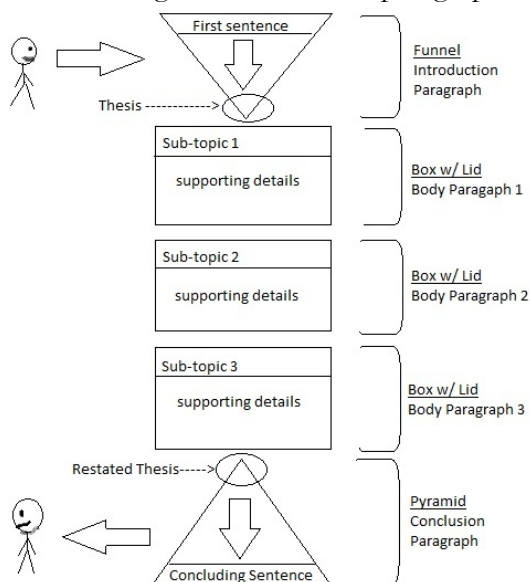 First sentence
Funnel
Introduction
Paragraph
Thesis ------------>
Sub-topic 1
supporting details
Box w/ Lid
Body Paragaph 1
Sub-topic 2
supporting details
Box w/ Lid
Body Paragraph 2
Sub-topic 3
supporting details
Box w/ Lid
Body Paragraph 3
Restated Thesis----->
Pyramid
Conclusion
Paragraph
Concluding Sentence